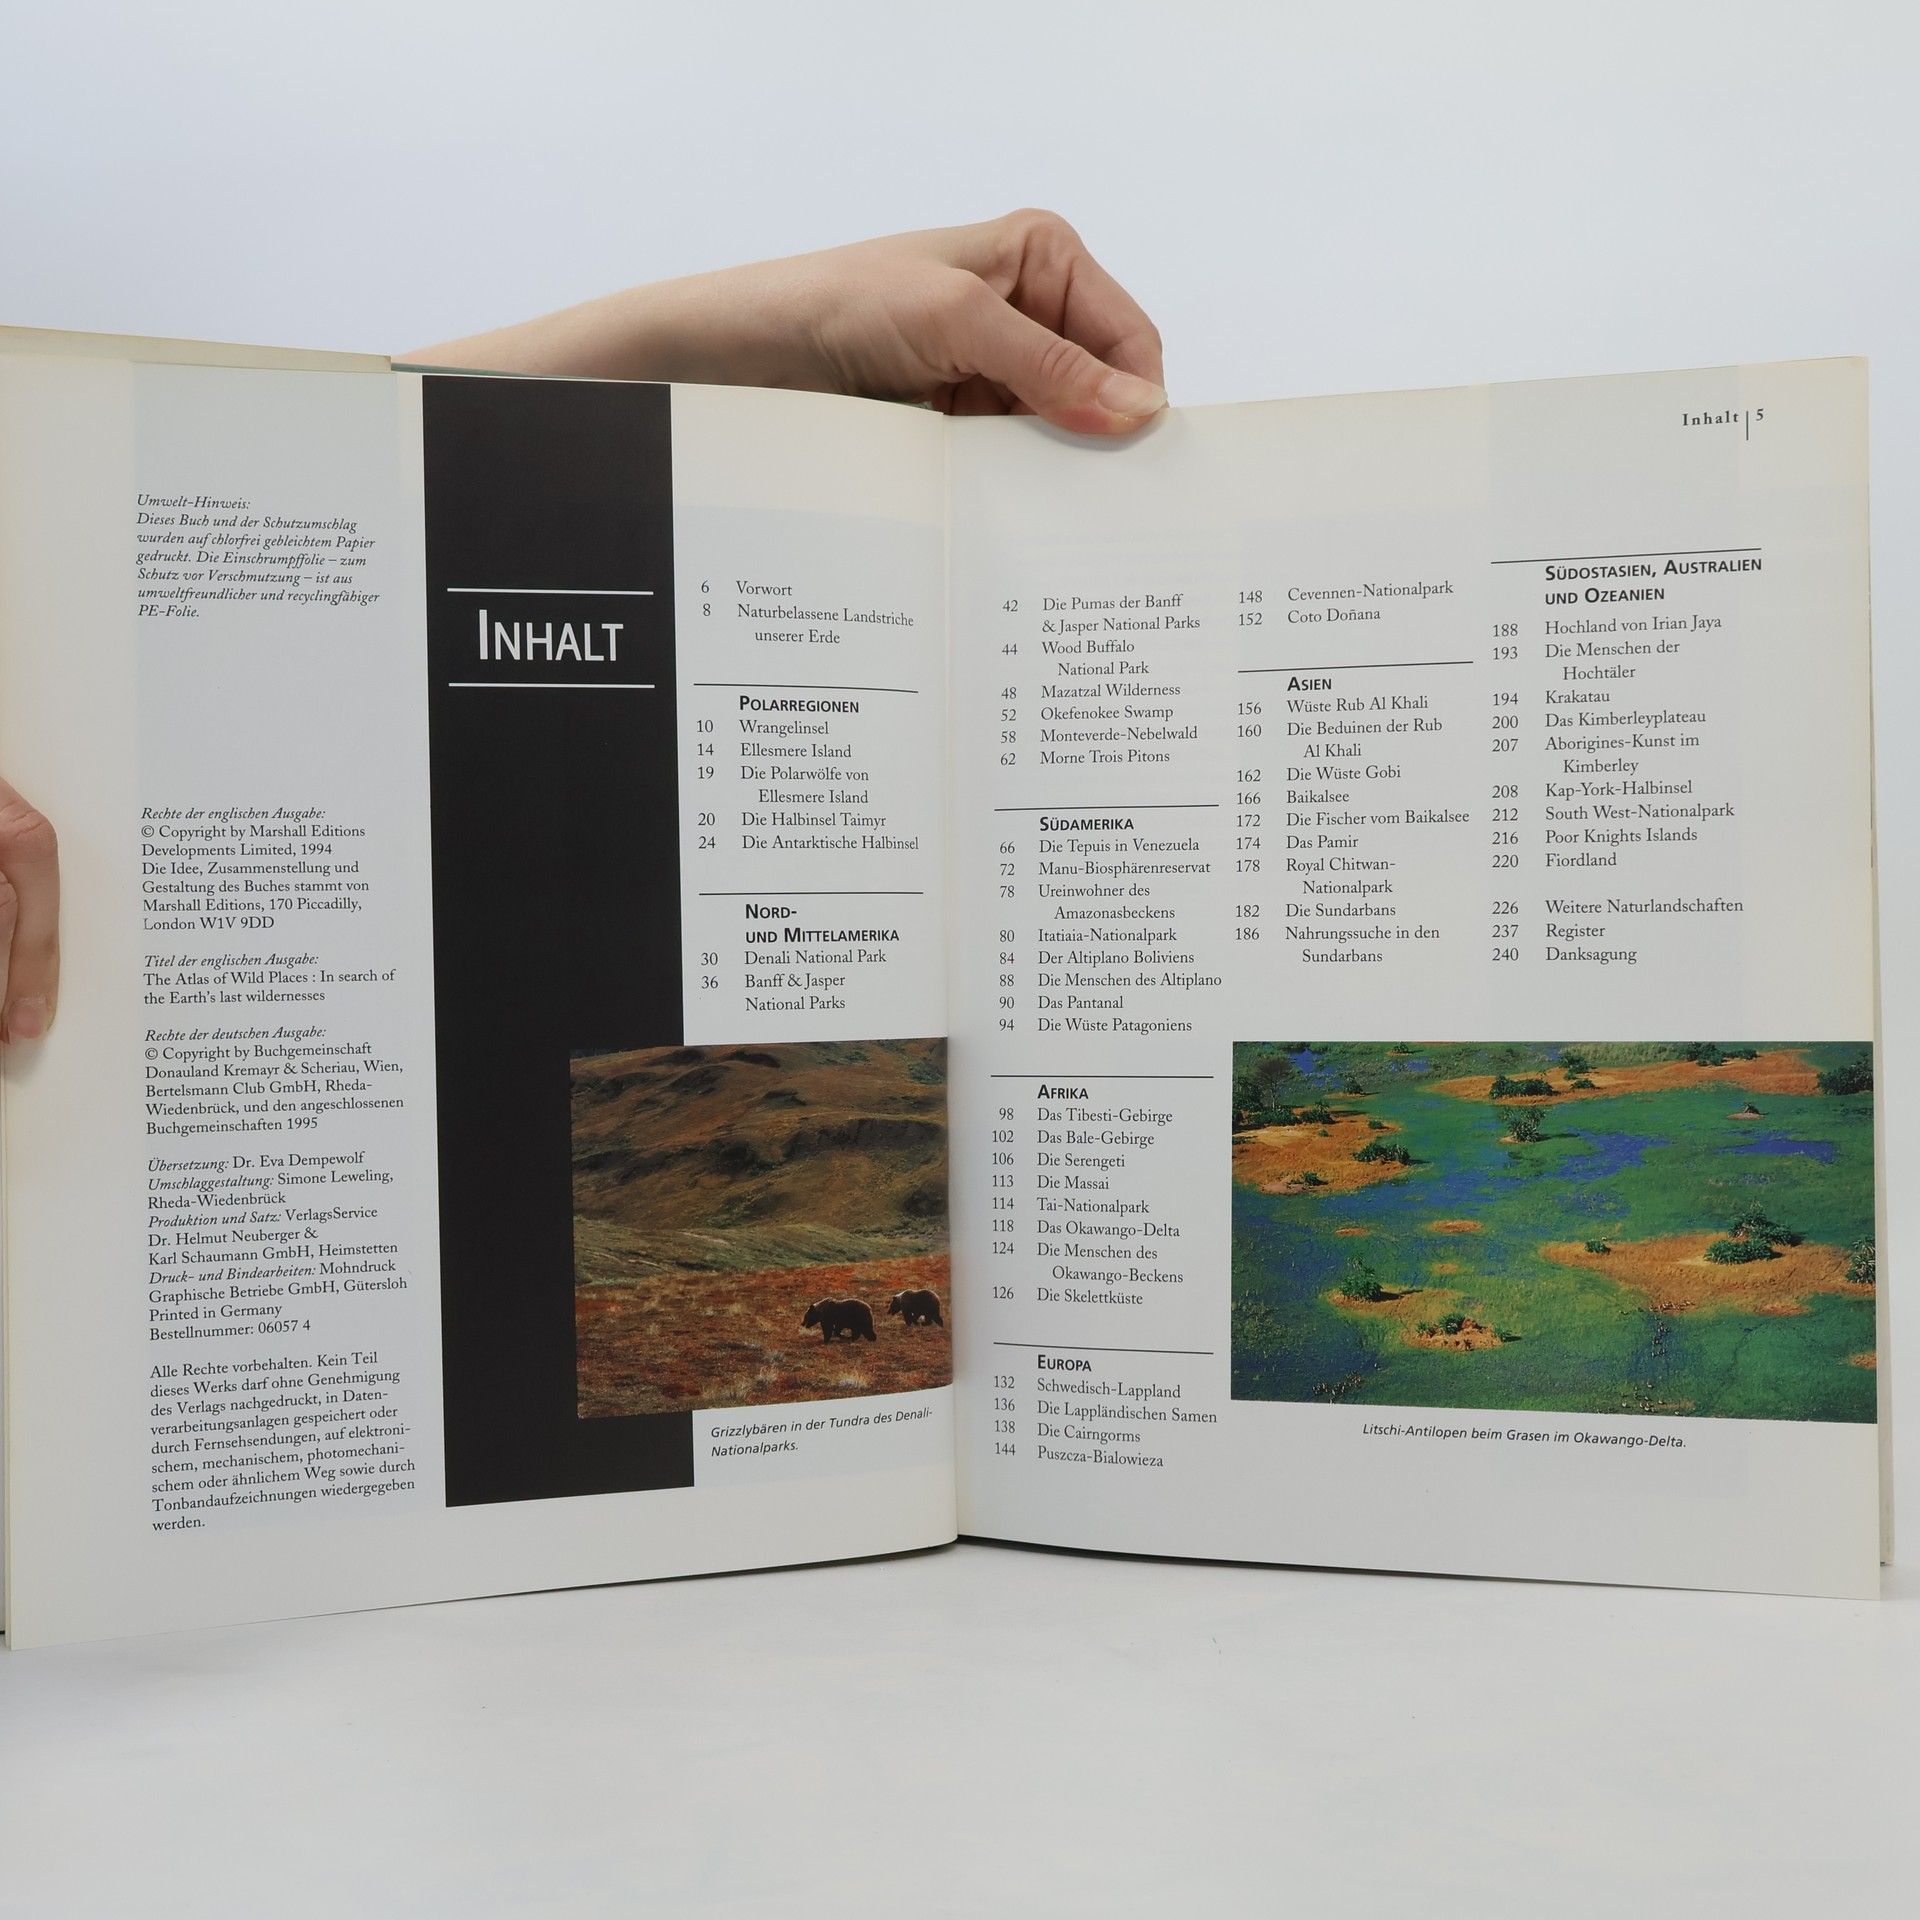 Umwelt-Hinweis:
Dieses Buch und der Schutzumschlag
wurden auf chlorfrei gebleichtem Papier
gedruckt. Die Einschrumpffolie – zum
Schutz vor Verschmutzung – ist aus
umweltfreundlicher und recyclingfähiger
PE-Folie.
Rechte der englischen Ausgabe:
© Copyright by Marshall Editions
Developments Limited, 1994
Die Idee, Zusammenstellung und
Gestaltung des Buches stammt von
Marshall Editions, 170 Piccadilly,
London W1V 9DD
Titel der englischen Ausgabe:
The Atlas of Wild Places : In search of
the Earth's last wildernesses
Rechte der deutschen Ausgabe:
© Copyright by Buchgemeinschaft
Donauland Kremayr & Scheriau, Wien,
Bertelsmann Club GmbH, Rheda-
Wiedenbrück, und den angeschlossenen
Buchgemeinschaften 1995
Übersetzung: Dr. Eva Dempewolf
Umschlaggestaltung: Simone Leweling,
Rheda-Wiedenbrück
Produktion und Satz: VerlagsService
Dr. Helmut Neuberger &
Karl Schaumann GmbH, Heimstetten
Druck- und Bindearbeiten: Mohndruck
Graphische Betriebe GmbH, Gütersloh
Printed in Germany
Bestellnummer: 06057 4
Alle Rechte vorbehalten. Kein Teil
dieses Werks darf ohne Genehmigung
des Verlags nachgedruckt, in Daten-
verarbeitungsanlagen gespeichert oder
durch Fernsehsendungen, auf elektroni-
schem, mechanischem, photomechani-
schem oder ähnlichem Weg sowie durch
Tonbandaufzeichnungen wiedergegeben
werden.
INHALT
6 Vorwort
8 Naturbelassene Landstriche
unserer Erde
POLARREGIONEN
10 Wrangelinsel
14 Ellesmere Island
19 Die Polarwölfe von
Ellesmere Island
20 Die Halbinsel Taimyr
24 Die Antarktische Halbinsel
NORD-
UND MITTELAMERIKA
30 Denali National Park
36 Banff & Jasper
National Parks
Grizzlybären in der Tundra des Denali-
Nationalparks.
Inhalt | 5
42 Die Pumas der Banff
& Jasper National Parks
44 Wood Buffalo
National Park
48 Mazatzal Wilderness
52 Okefenokee Swamp
58 Monteverde-Nebelwald
62 Morne Trois Pitons
SÜDAMERIKA
66 Die Tepuis in Venezuela
72 Manu-Biosphärenreservat
78 Ureinwohner des
Amazonasbeckens
80 Itatiaia-Nationalpark
84 Der Altiplano Boliviens
88 Die Menschen des Altiplano
90 Das Pantanal
94 Die Wüste Patagoniens
AFRIKA
98 Das Tibesti-Gebirge
102 Das Bale-Gebirge
106 Die Serengeti
113 Die Massai
114 Tai-Nationalpark
118 Das Okawango-Delta
124 Die Menschen des
Okawango-Beckens
126 Die Skelettküste
EUROPA
132 Schwedisch-Lappland
136 Die Lappländischen Samen
138 Die Cairngorms
144 Puszcza-Bialowieza
148 Cevennen-Nationalpark
152 Coto Doñana
ASIEN
156 Wüste Rub Al Khali
160 Die Beduinen der Rub
Al Khali
162 Die Wüste Gobi
166 Baikalsee
172 Die Fischer vom Baikalsee
174 Das Pamir
178 Royal Chitwan-
Nationalpark
182 Die Sundarbans
186 Nahrungssuche in den
Sundarbans
SÜDOSTASIEN, AUSTRALIEN
UND OZEANIEN
188 Hochland von Irian Jaya
193 Die Menschen der
Hochtäler
194 Krakatau
200 Das Kimberleyplateau
207 Aborigines-Kunst im
Kimberley
208 Kap-York-Halbinsel
212 South West-Nationalpark
216 Poor Knights Islands
220 Fiordland
226 Weitere Naturlandschaften
237 Register
240 Danksagung
Litschi-Antilopen beim Grasen im Okawango-Delta.